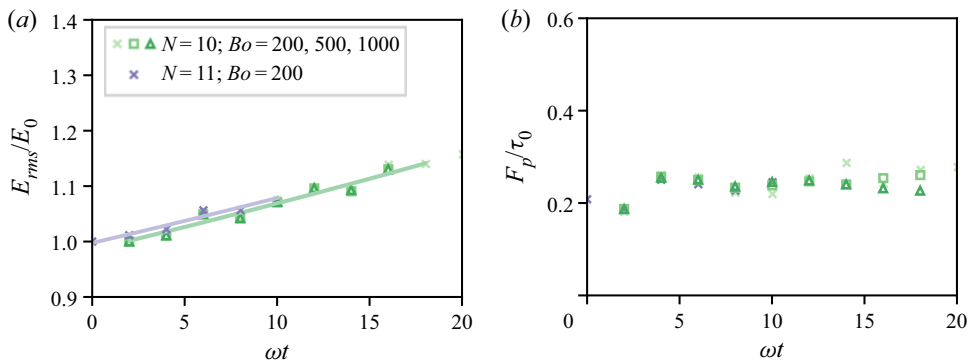 (a)
1.4
1.3
1.2
1.1
1.0
0.9
E_rms/E_0
N = 10; Bo = 200, 500, 1000
N = 11; Bo = 200
0 5 10 15 20
ωt
(b)
0.6
0.4
0.2
F_p/τ_0
0 5 10 15 20
ωt